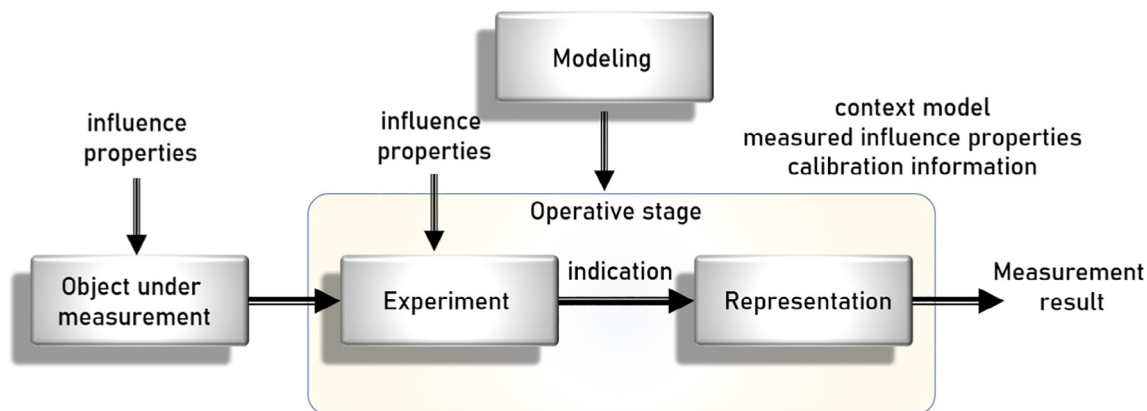 Modeling
influence
properties
influence
properties
context model
measured influence properties
calibration information
Operative stage
Object under
measurement
Experiment
indication
Representation
Measurement
result